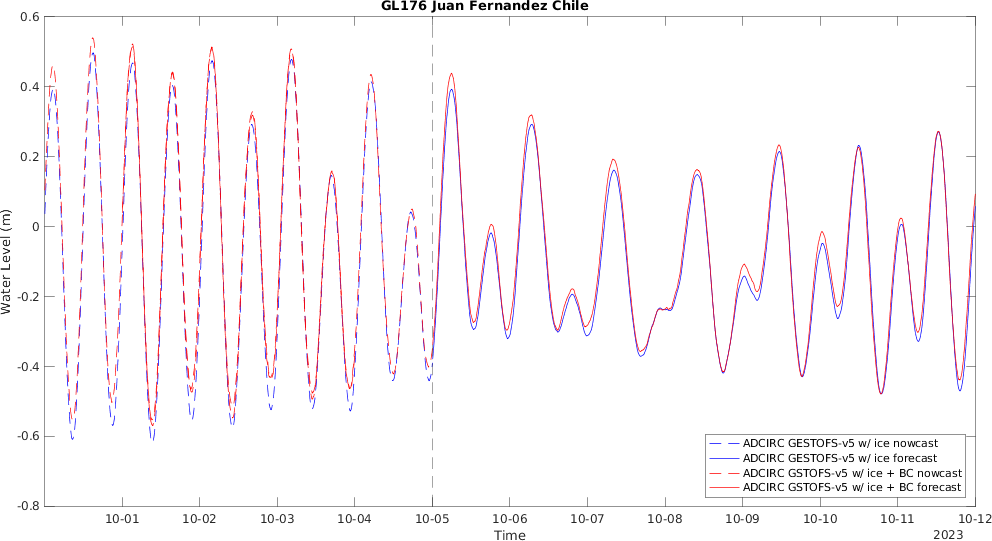 GL176 Juan Fernandez Chile
0.6
0.4
0.2
0
-0.2
-0.4
-0.6
-0.8
Water Level (m)
ADCIRC GESTOFS-v5 w/ ice nowcast
ADCIRC GESTOFS-v5 w/ ice forecast
ADCIRC GSTOFS-v5 w/ ice + BC nowcast
ADCIRC GSTOFS-v5 w/ ice + BC forecast
10-01 10-02 10-03 10-04 10-05 10-06 10-07 10-08 10-09 10-10 10-11 10-12
Time
2023